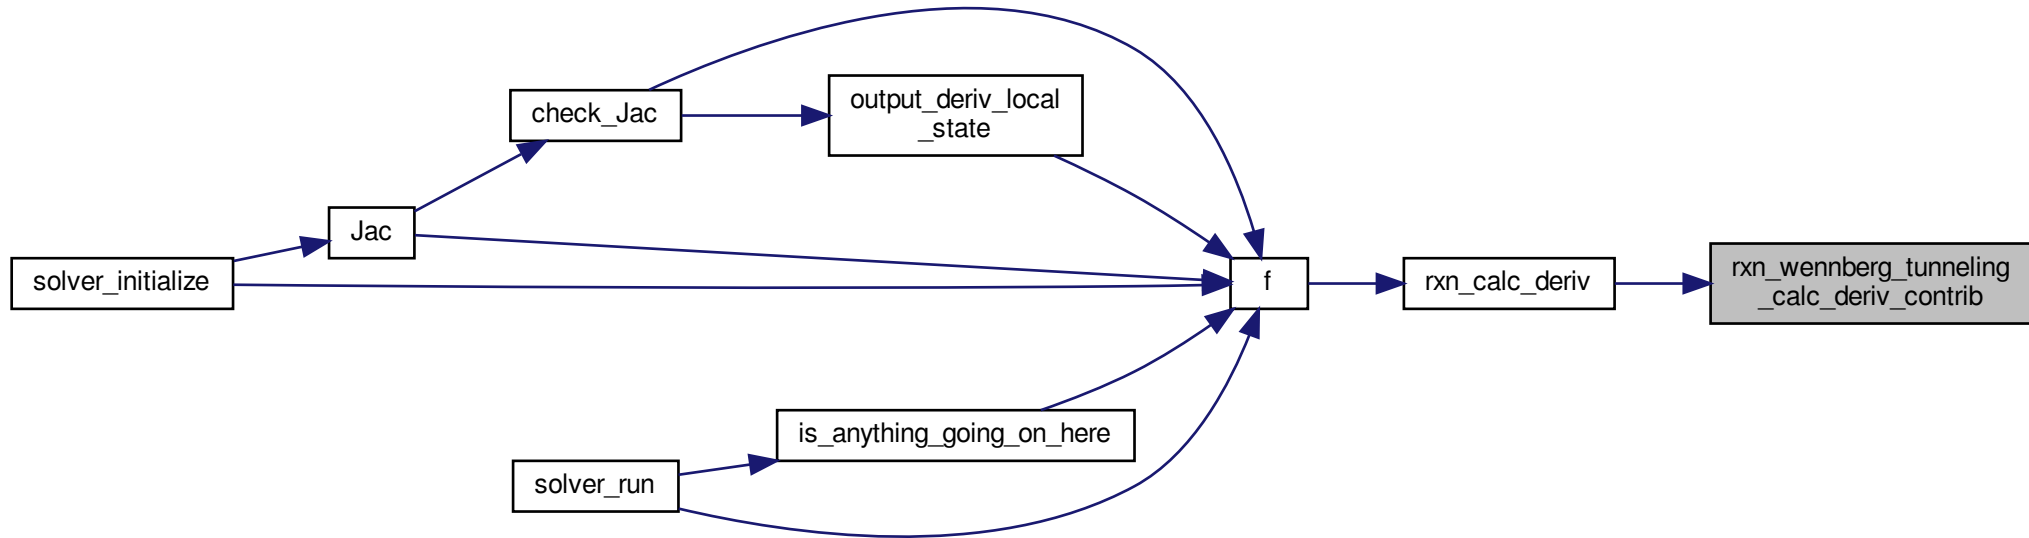 check_Jac
output_deriv_local
_state
Jac
solver_initialize
f
rxn_calc_deriv
rxn_wennberg_tunneling
_calc_deriv_contrib
is_anything_going_on_here
solver_run